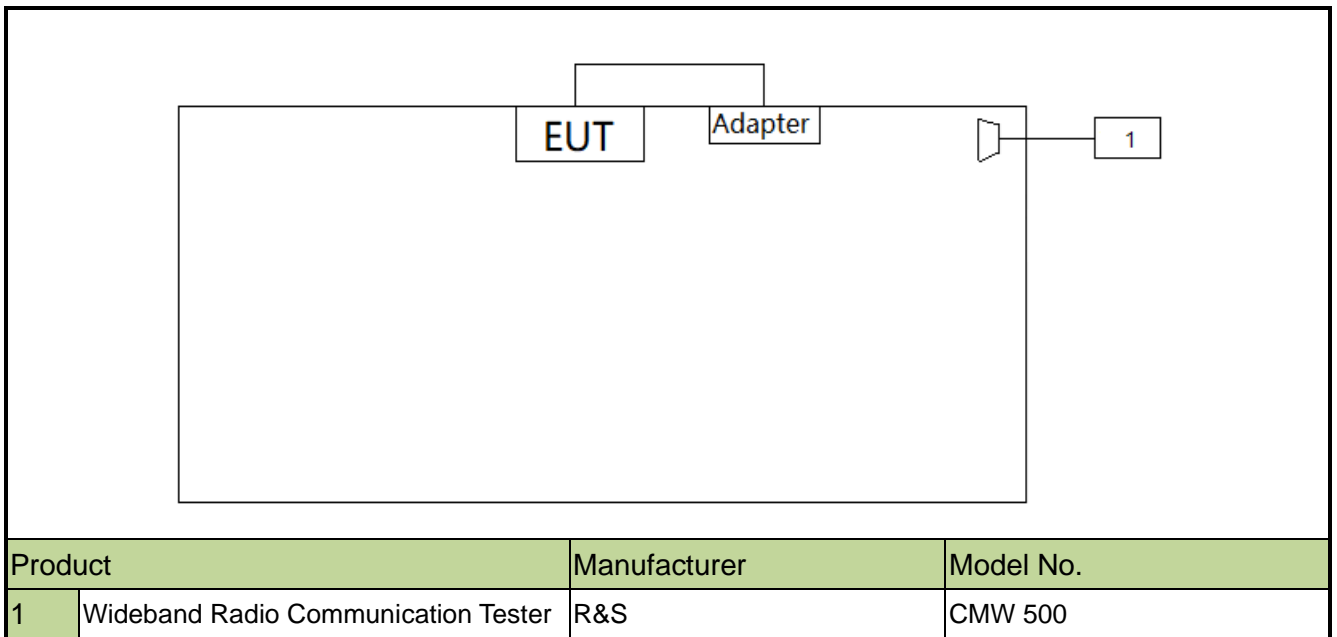 EUT
Adapter
1
Product Manufacturer Model No.
1 Wideband Radio Communication Tester R&S CMW 500